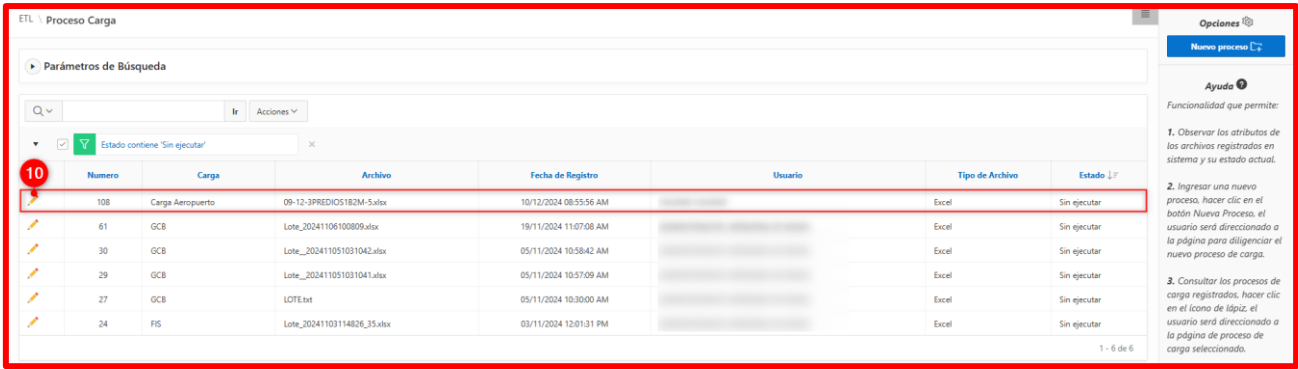 ETL \ Proceso Carga
Parámetros de Búsqueda
Ir Acciones
Estado contiene 'Sin ejecutar'
10
Numero Carga Archivo Fecha de Registro Usuario Tipo de Archivo Estado
108 Carga Aeropuerto 09-12-3PREDIOS1B2M-5.xlsx 10/12/2024 08:55:56 AM Excel Sin ejecutar
61 GCB Lote_20241106100809.xlsx 19/11/2024 11:07:08 AM Excel Sin ejecutar
30 GCB Lote__202411051031042.xlsx 05/11/2024 10:58:42 AM Excel Sin ejecutar
29 GCB Lote_202411051031041.xlsx 05/11/2024 10:57:09 AM Excel Sin ejecutar
27 GCB LOTE.txt 05/11/2024 10:30:00 AM Excel Sin ejecutar
24 FIS Lote_20241103114826_35.xlsx 03/11/2024 12:01:31 PM Excel Sin ejecutar
1 - 6 de 6
Opciones
Nuevo proceso
Ayuda
Funcionalidad que permite:
1. Observar los atributos de
los archivos registrados en
sistema y su estado actual.
2. Ingresar una nuevo
proceso, hacer clic en el
botón Nueva Proceso, el
usuario será direccionado a
la página para diligenciar el
nuevo proceso de carga.
3. Consultar los procesos de
carga registrados, hacer clic
en el ícono de lápiz, el
usuario será direccionado a
la página de proceso de
carga seleccionado.